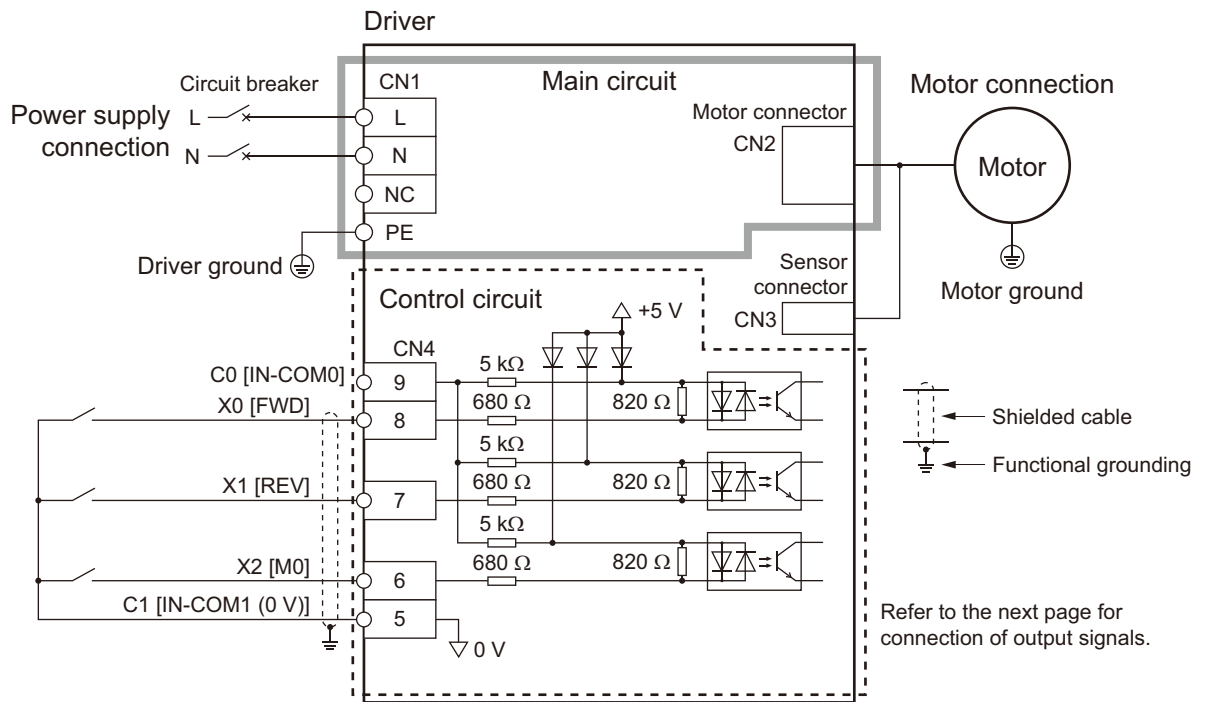 Driver
Main circuit
CN1
Circuit breaker
Power supply
connection
L
L
N
N
NC
PE
Driver ground
Motor connector
CN2
Motor connection
Motor
Motor ground
Sensor
connector
CN3
Control circuit
+5 V
CN4
C0 [IN-COM0]
9
5 kΩ
X0 [FWD]
8
680 Ω
820 Ω
5 kΩ
X1 [REV]
7
680 Ω
820 Ω
5 kΩ
X2 [M0]
6
680 Ω
820 Ω
C1 [IN-COM1 (0 V)]
5
0 V
Shielded cable
Functional grounding
Refer to the next page for
connection of output signals.